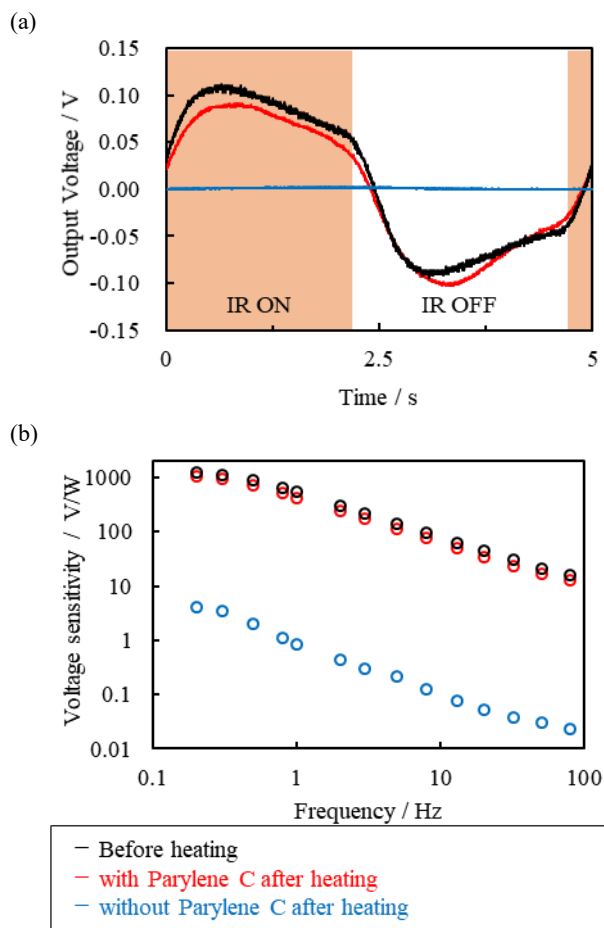 (a)
0.15
0.10
0.05
0.00
-0.05
-0.10
-0.15
Output Voltage / V
IR ON
IR OFF
0
2.5
5
Time / s
(b)
1000
100
10
1
0.1
0.01
Voltage sensitivity / V/W
0.1
1
10
100
Frequency / Hz
Before heating
with Parylene C after heating
without Parylene C after heating